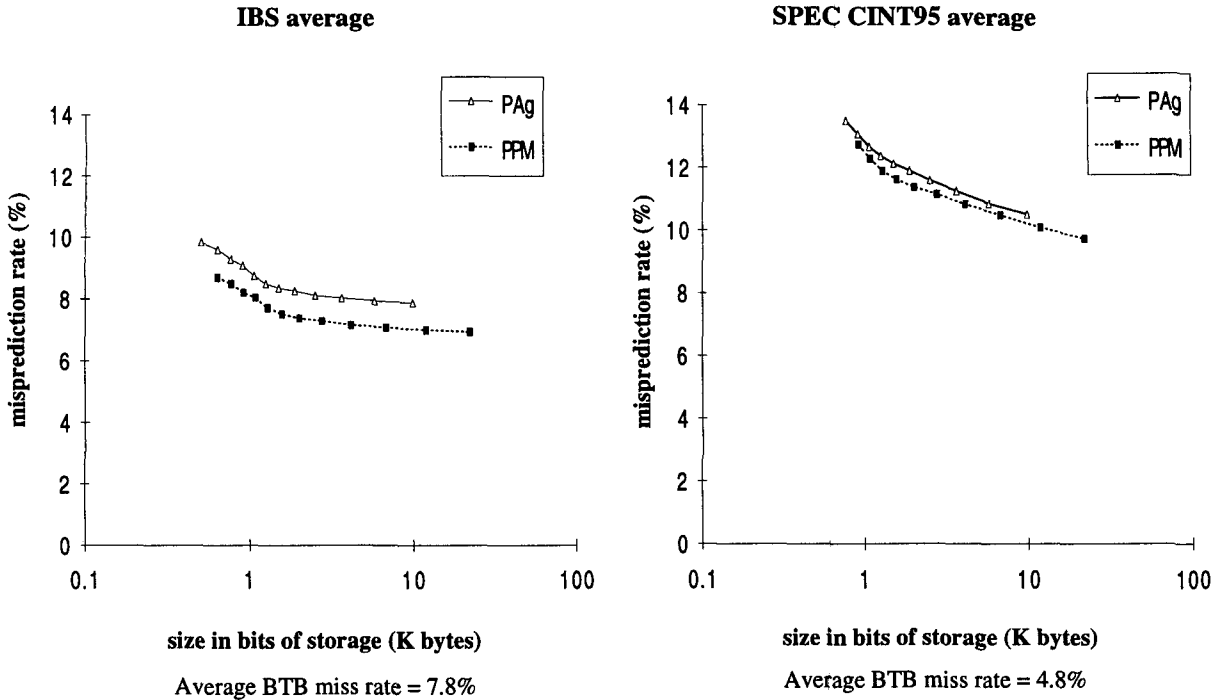 IBS average
PAg
PPM
14
12
10
8
6
4
2
0
misprediction rate (%)
0.1 1 10 100
size in bits of storage (K bytes)
Average BTB miss rate = 7.8%
SPEC CINT95 average
PAg
PPM
14
12
10
8
6
4
2
0
misprediction rate (%)
0.1 1 10 100
size in bits of storage (K bytes)
Average BTB miss rate = 4.8%